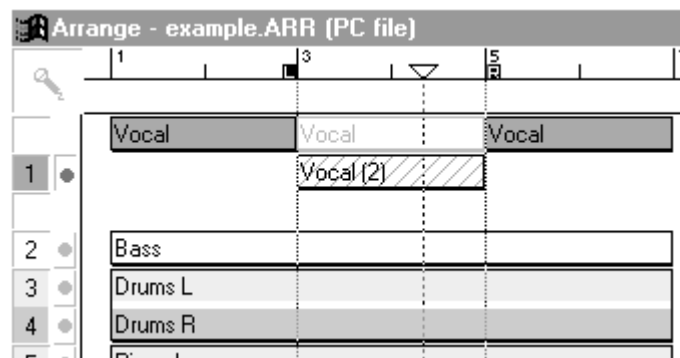 Arrange - example.ARR (PC file)
1 3 5
L R
Vocal Vocal Vocal
1 Vocal (2)
2 Bass
3 Drums L
4 Drums R